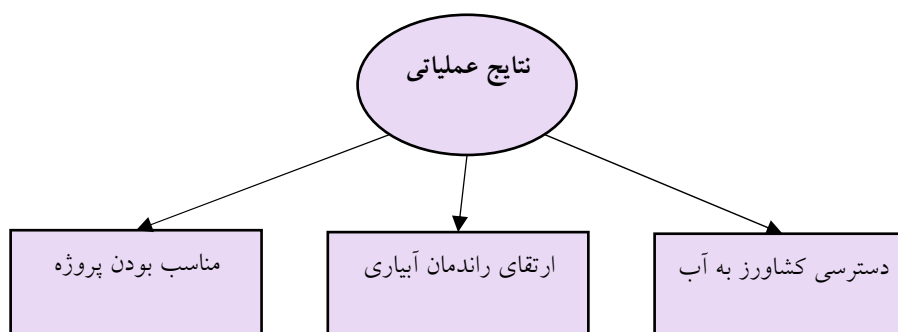 نتایج عملیاتی
دسترسی کشاورز به آب
ارتقای راندمان آبیاری
مناسب بودن پروژه